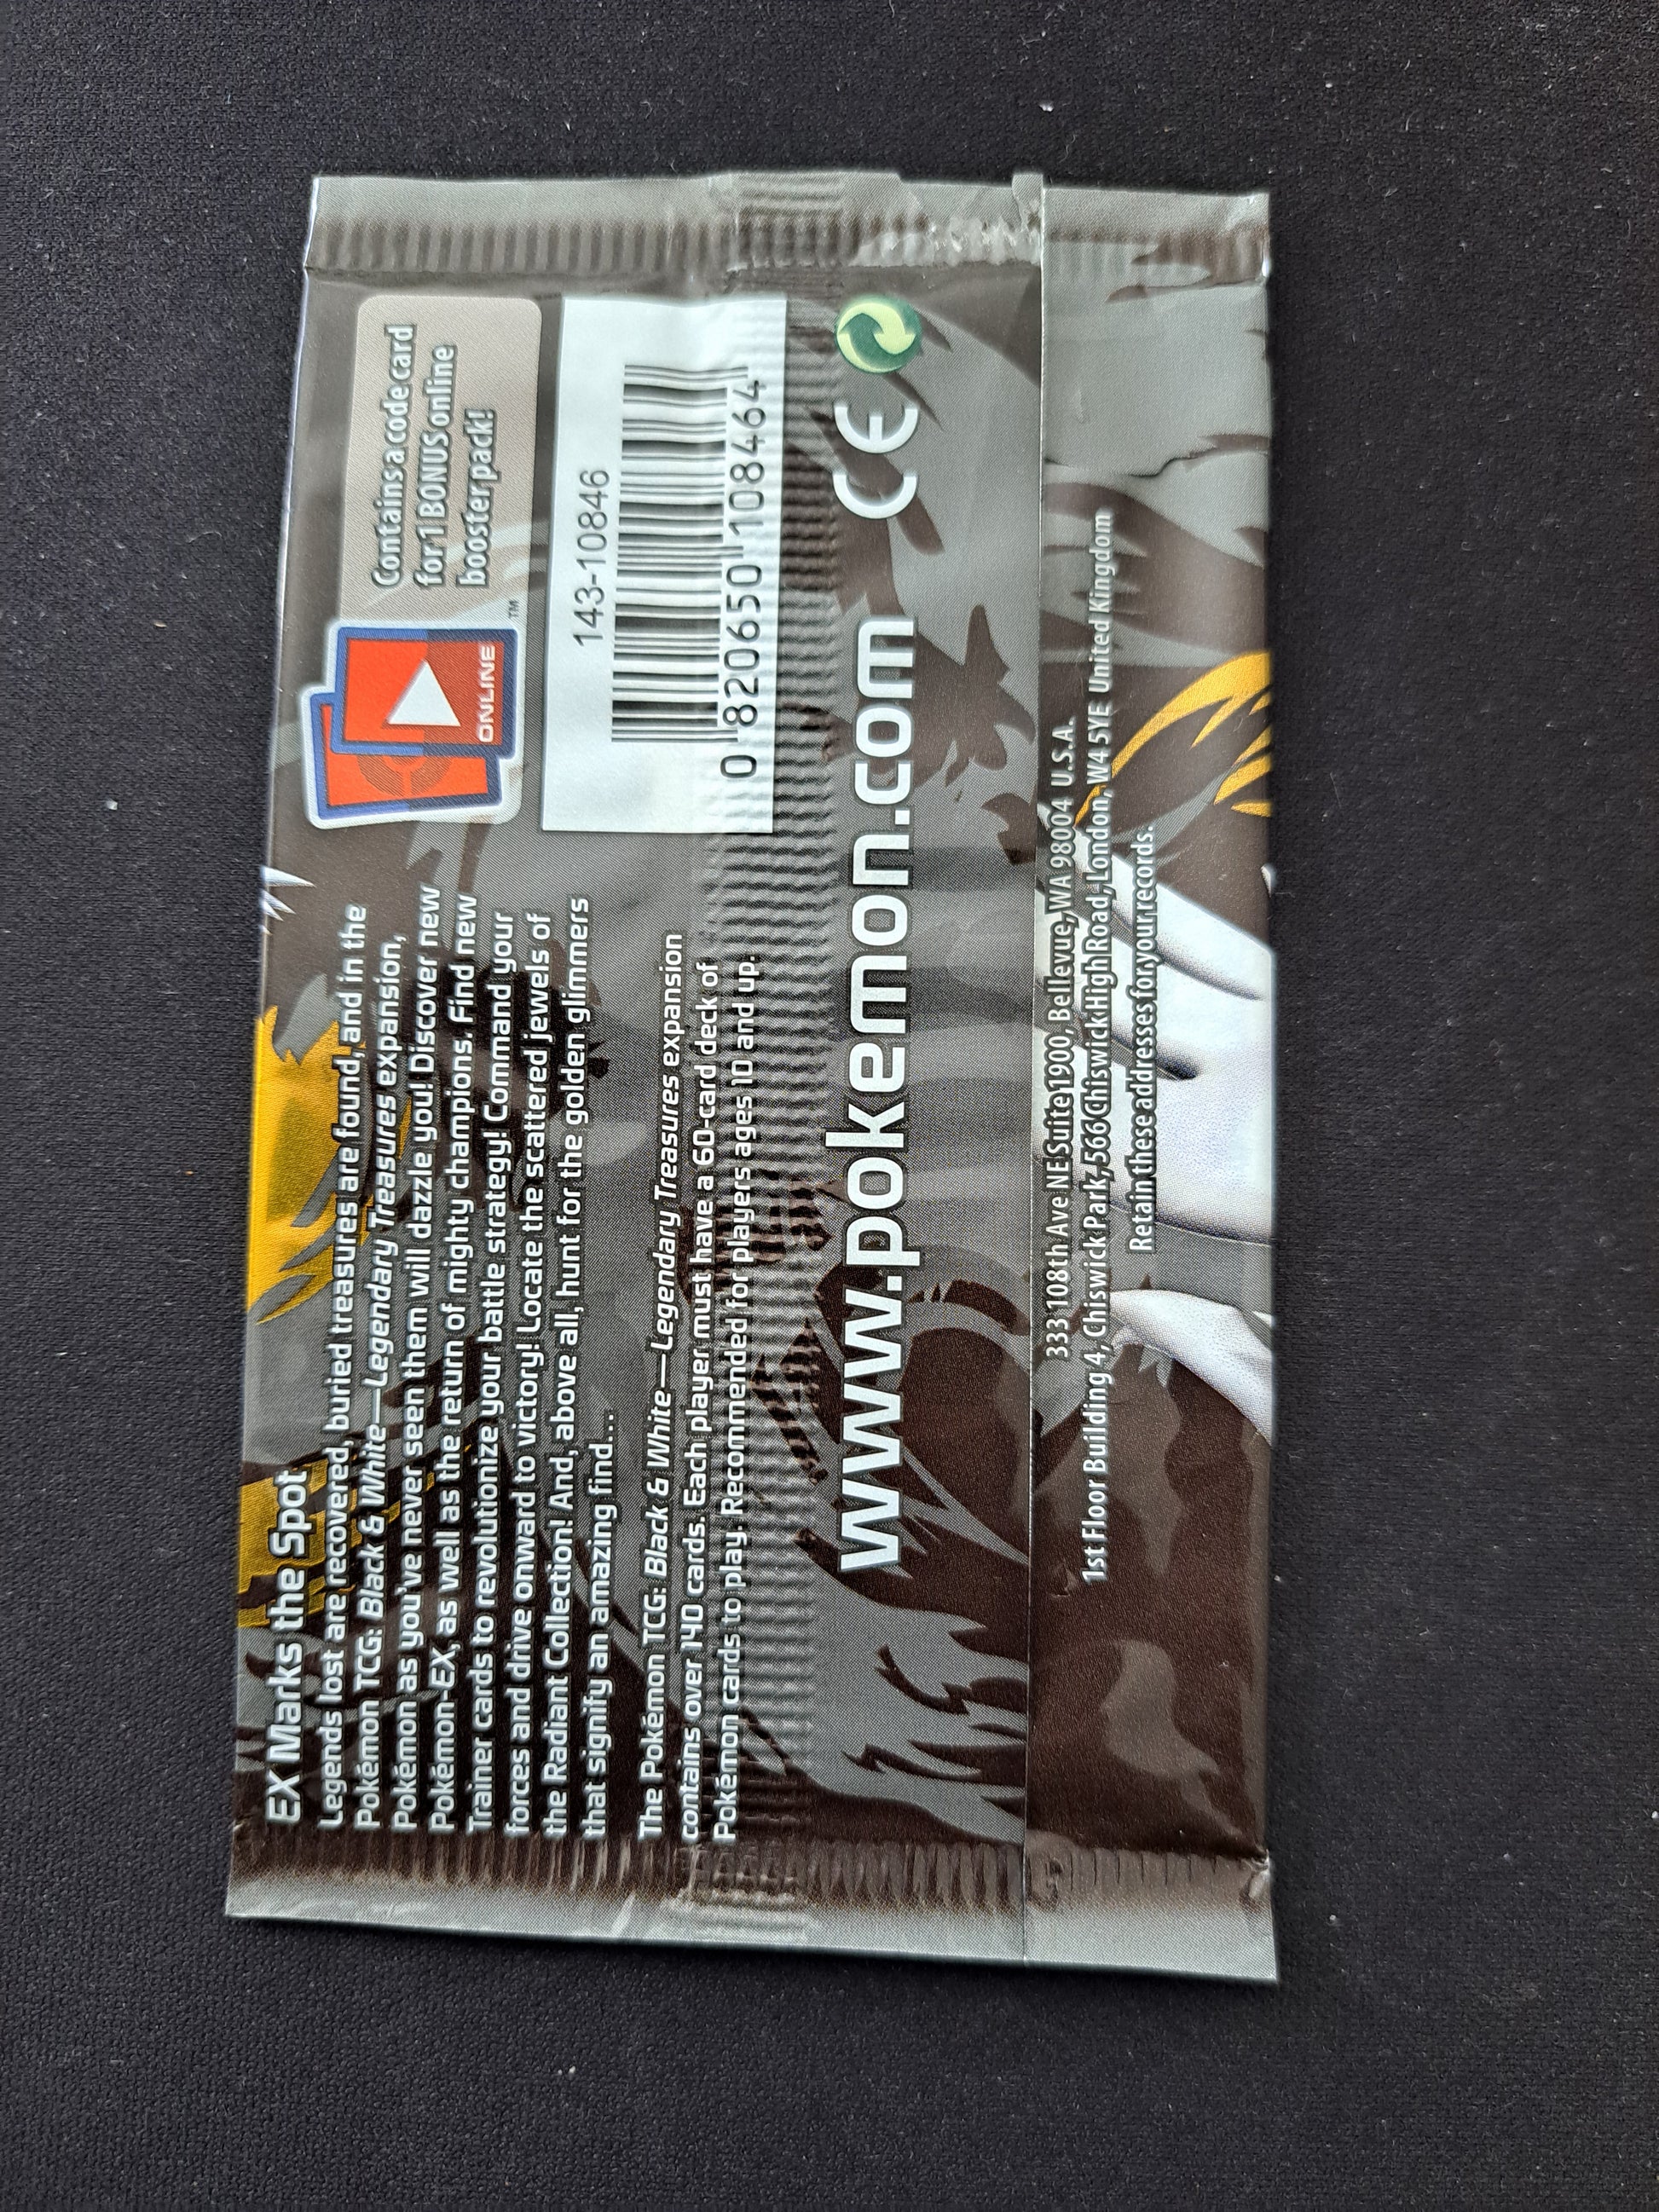 EX Marks the Spot
Legends lost are recovered, buried treasures are found, and in the
Pokémon TCG: Black & White—Legendary Treasures expansion,
Pokémon as you've never seen them will dazzle you! Discover new
Pokémon-EX, as well as the return of mighty champions. Find new
Trainer cards to revolutionize your battle strategy! Command your
forces and drive onward to victory! Locate the scattered jewels of
the Radiant Collection! And, above all, hunt for the golden glimmers
that signify an amazing find...
The Pokémon TCG: Black & White—Legendary Treasures expansion
contains over 140 cards. Each player must have a 60-card deck of
Pokémon cards to play. Recommended for players ages 10 and up.
ONLINE
TM
Contains a code card
for 1 BONUS online
booster pack!
143-10846
0 820650 108464
www.pokemon.com
CE
333 108th Ave NE Suite 1900, Bellevue, WA 98004 U.S.A.
1st Floor Building 4, Chiswick Park, 566 Chiswick High Road, London, W4 5YE United Kingdom
Retain these addresses for your records.